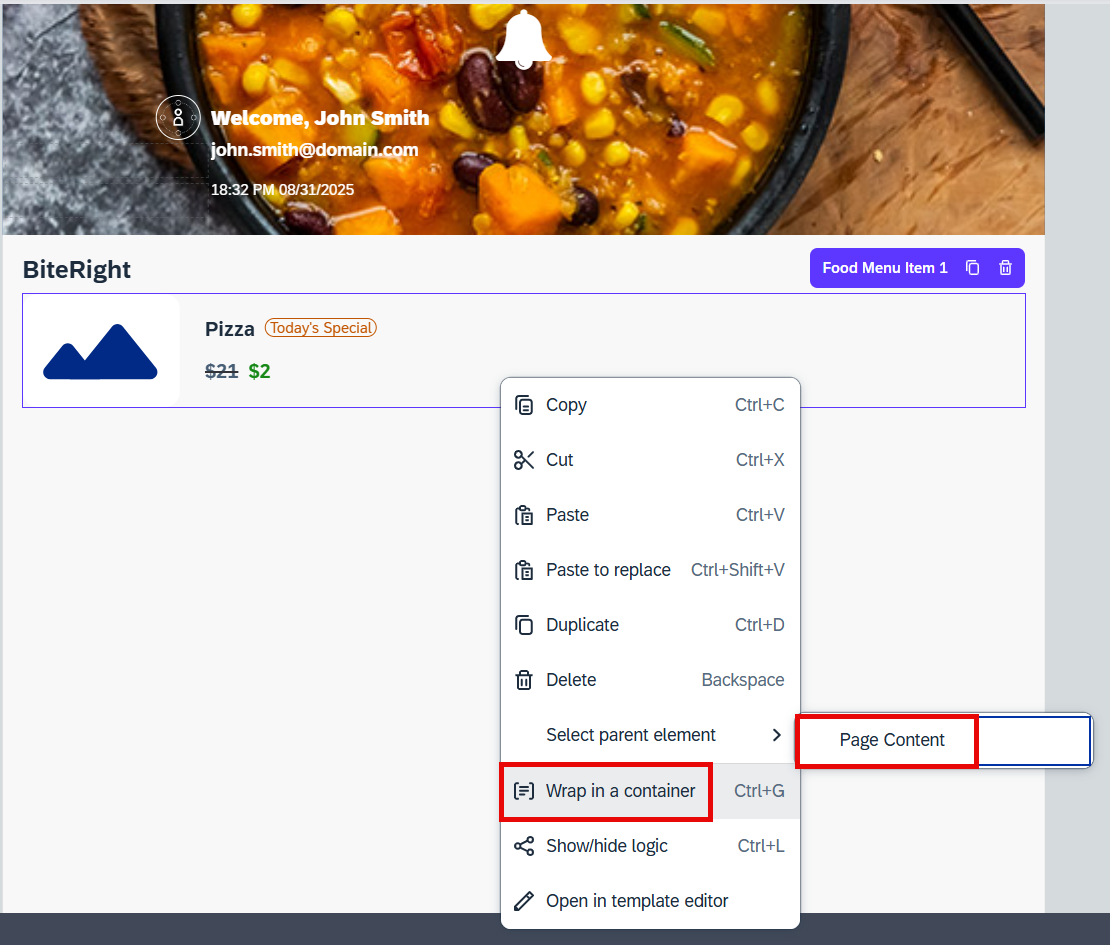 Welcome, John Smith
john.smith@domain.com
18:32 PM 08/31/2025
BiteRight
Food Menu Item 1
Pizza Today's Special
$21 $2
Copy Ctrl+C
Cut Ctrl+X
Paste Ctrl+V
Paste to replace Ctrl+Shift+V
Duplicate Ctrl+D
Delete Backspace
Select parent element
Page Content
Wrap in a container Ctrl+G
Show/hide logic Ctrl+L
Open in template editor